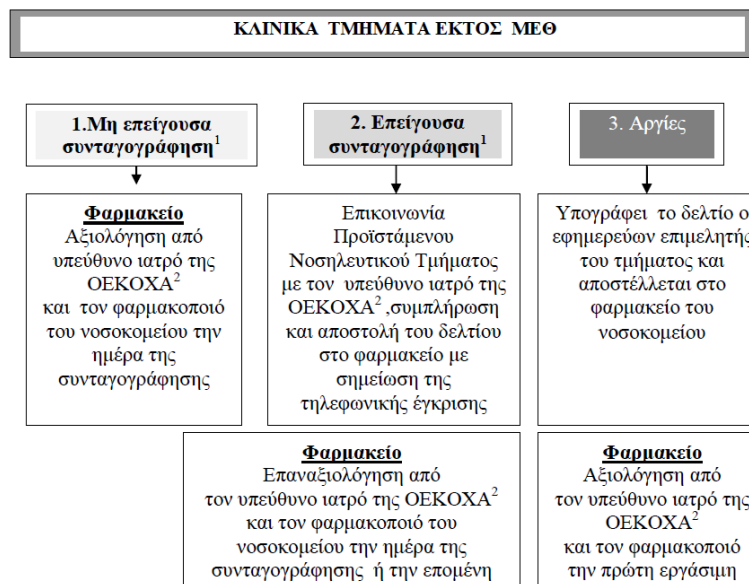 ΚΛΙΝΙΚΑ ΤΜΗΜΑΤΑ ΕΚΤΟΣ ΜΕΘ
1.Μη επείγουσα
συνταγογράφηση¹
2. Επείγουσα
συνταγογράφηση¹
3. Αργίες
Φαρμακείο
Αξιολόγηση από
υπεύθυνο ιατρό της
ΟΕΚΟΧΑ²
και τον φαρμακοποιό
του νοσοκομείου την
ημέρα της
συνταγογράφησης
Επικοινωνία
Προϊστάμενου
Νοσηλευτικού Τμήματος
με τον υπεύθυνο ιατρό της
ΟΕΚΟΧΑ² ,συμπλήρωση
και αποστολή του δελτίου
στο φαρμακείο με
σημείωση της
τηλεφωνικής έγκρισης
Υπογράφει το δελτίο ο
εφημερεύων επιμελητής
του τμήματος και
αποστέλλεται στο
φαρμακείο του
νοσοκομείου
Φαρμακείο
Επαναξιολόγηση από
τον υπεύθυνο ιατρό της ΟΕΚΟΧΑ²
και τον φαρμακοποιό του
νοσοκομείου την ημέρα της
συνταγογράφησης ή την επομένη
Φαρμακείο
Αξιολόγηση από
τον υπεύθυνο ιατρό της
ΟΕΚΟΧΑ²
και τον φαρμακοποιό
την πρώτη εργάσιμη